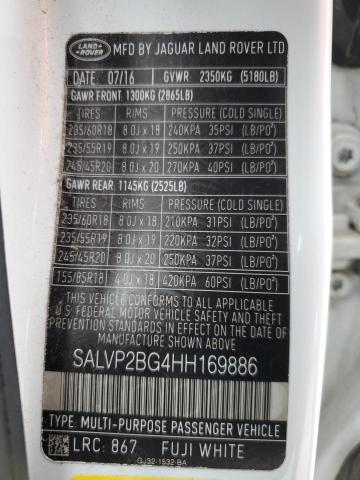 LAND ROVER MFD BY JAGUAR LAND ROVER LTD
DATE 07/16 GVWR: 2350KG (5180LB)
GAWR FRONT 1300KG (2865LB)
TIRES RIMS PRESSURE (COLD SINGLE)
235/60R18 8.0J x 18 240KPA 35PSI (LB/PO²)
235/55R19 8.0J x 19 250KPA 37PSI (LB/PO²)
245/45R20 8.0J x 20 270KPA 40PSI (LB/PO²)
GAWR REAR: 1145KG (2525LB)
TIRES RIMS PRESSURE (COLD SINGLE)
235/60R18 8.0J x 18 210KPA 31PSI (LB/PO²)
235/55R19 8.0J x 19 220KPA 32PSI (LB/PO²)
245/45R20 8.0J x 20 250KPA 37PSI (LB/PO²)
T55/85R18 4.0J x 18 420KPA 60PSI (LB/PO²)
THIS VEHICLE CONFORMS TO ALL APPLICABLE
U.S. FEDERAL MOTOR VEHICLE SAFETY STANDARDS
IN EFFECT ON THE DATE OF MANUFACTURE SHOWN ABOVE
SALVP2BG4HH169886
TYPE: MULTI-PURPOSE PASSENGER VEHICLE
LRC: 867 FUJI WHITE
GJ32-1532-BA